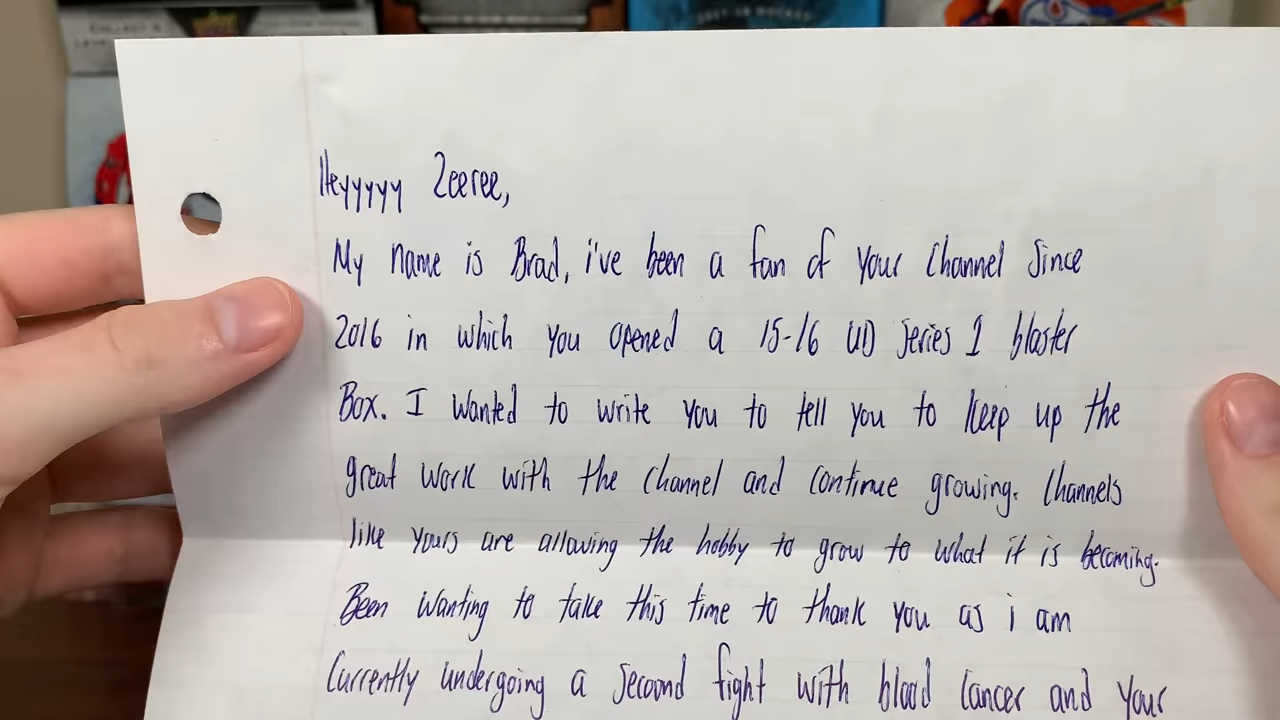 COLLECT A
Heyyyyy Zeeree,
My name is Brad, i've been a fan of your Channel Since
2016 in which you opened a 15-16 UD Series 1 blaster
Box. I wanted to write you to tell you to keep up the
great work with the channel and continue growing. Channels
like yours are allowing the hobby to grow to what it is becoming.
Been wanting to take this time to thank you as i am
Currently undergoing a second fight with blood cancer and your